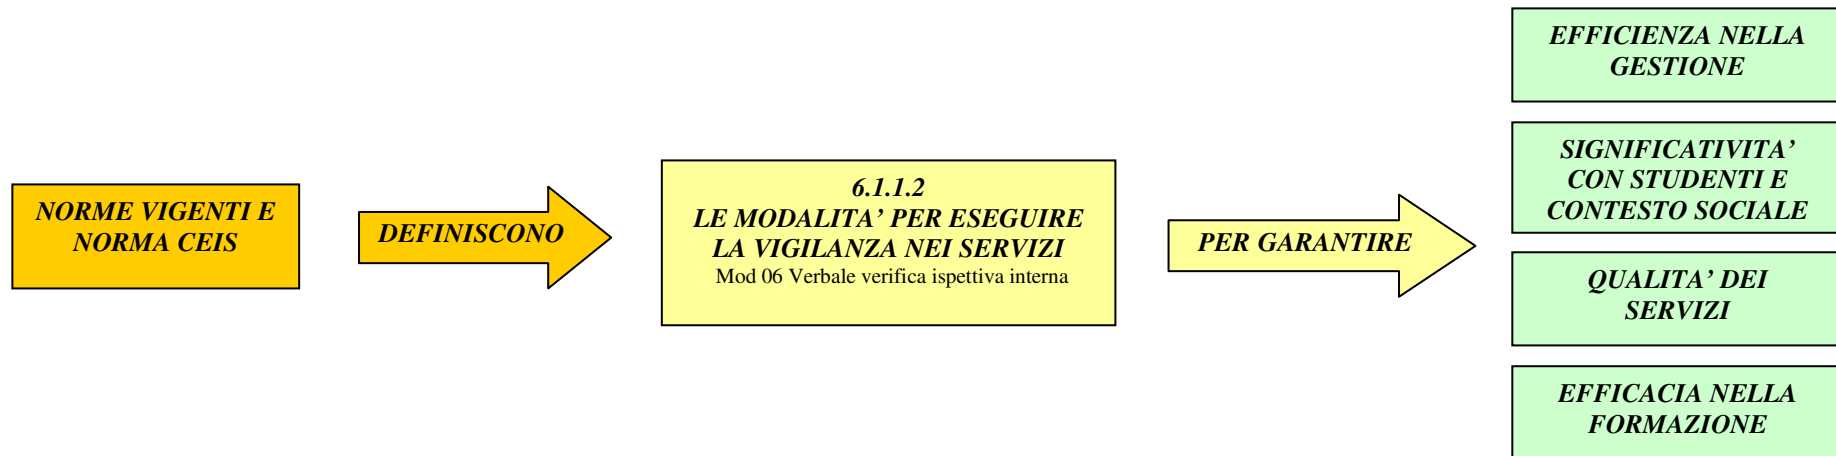 NORME VIGENTI E
NORMA CEIS
DEFINISCONO
6.1.1.2
LE MODALITA’ PER ESEGUIRE
LA VIGILANZA NEI SERVIZI
Mod 06 Verbale verifica ispettiva interna
PER GARANTIRE
EFFICIENZA NELLA
GESTIONE
SIGNIFICATIVITA’
CON STUDENTI E
CONTESTO SOCIALE
QUALITA’ DEI
SERVIZI
EFFICACIA NELLA
FORMAZIONE